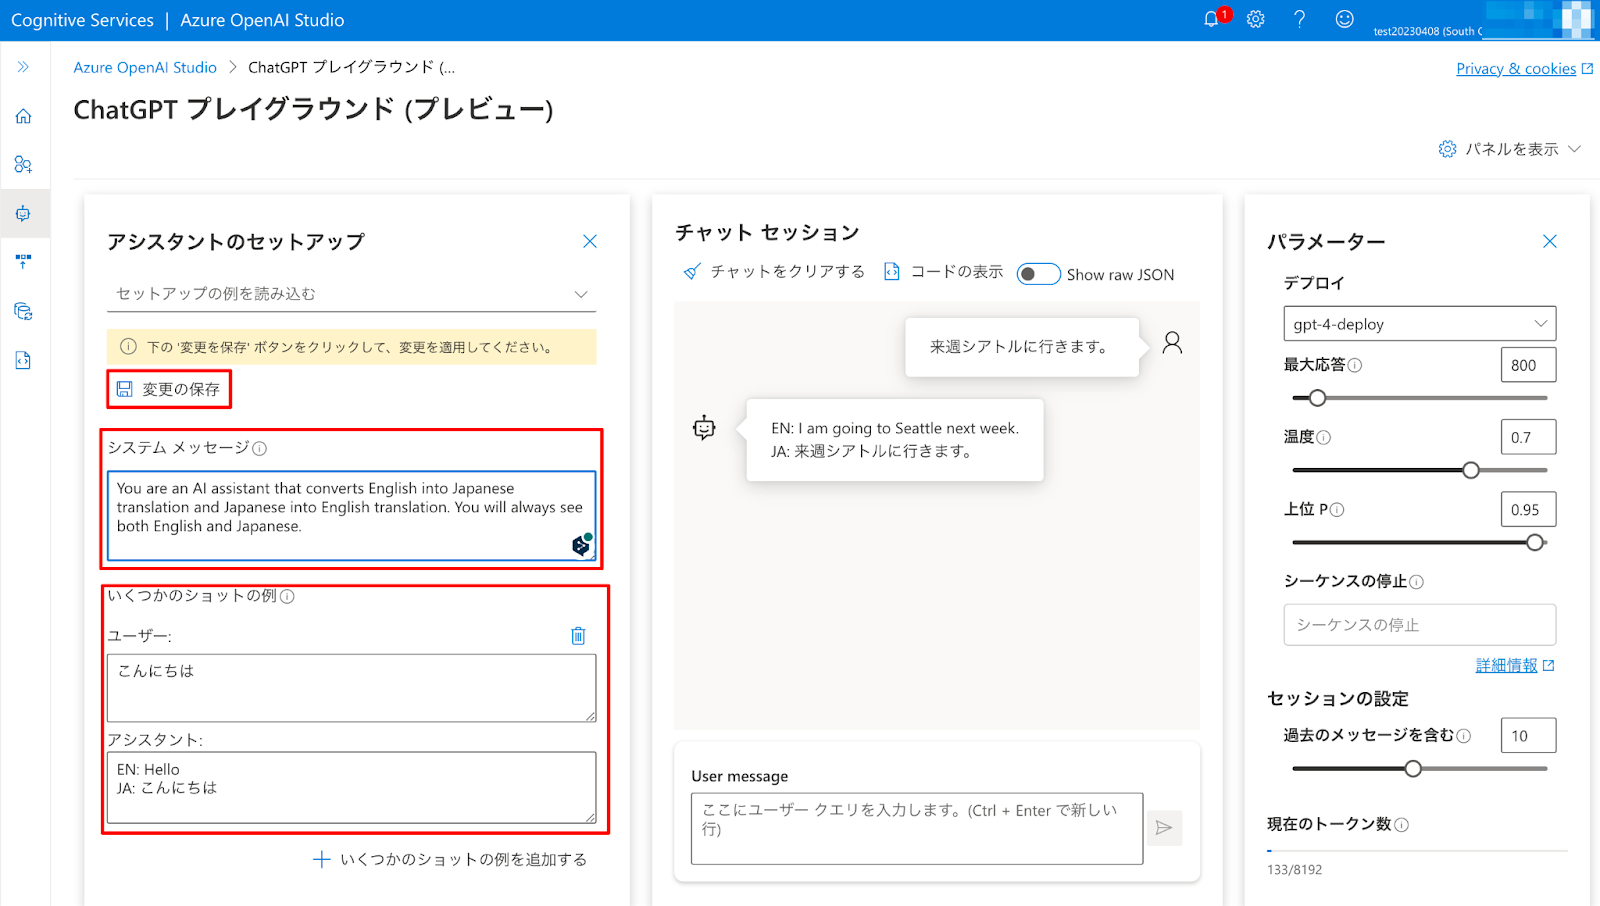 Cognitive Services | Azure OpenAI Studio
1
test20230408 (South C
Azure OpenAI Studio > ChatGPT プレイグラウンド (...
Privacy & cookies
ChatGPT プレイグラウンド (プレビュー)
パネルを表示
アシスタントのセットアップ
セットアップの例を読み込む
下の '変更を保存' ボタンをクリックして、変更を適用してください。
変更の保存
システム メッセージ
You are an AI assistant that converts English into Japanese
translation and Japanese into English translation. You will always see
both English and Japanese.
いくつかのショットの例
ユーザー:
こんにちは
アシスタント:
EN: Hello
JA: こんにちは
いくつかのショットの例を追加する
チャット セッション
チャットをクリアする
コードの表示
Show raw JSON
来週シアトルに行きます。
EN: I am going to Seattle next week.
JA: 来週シアトルに行きます。
User message
ここにユーザー クエリを入力します。(Ctrl + Enter で新しい
行)
パラメーター
デプロイ
gpt-4-deploy
最大応答
800
温度
0.7
上位 P
0.95
シーケンスの停止
シーケンスの停止
詳細情報
セッションの設定
過去のメッセージを含む
10
現在のトークン数
133/8192